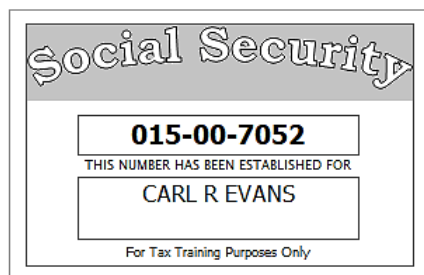 Social Security
015-00-7052
THIS NUMBER HAS BEEN ESTABLISHED FOR
CARL R EVANS
For Tax Training Purposes Only